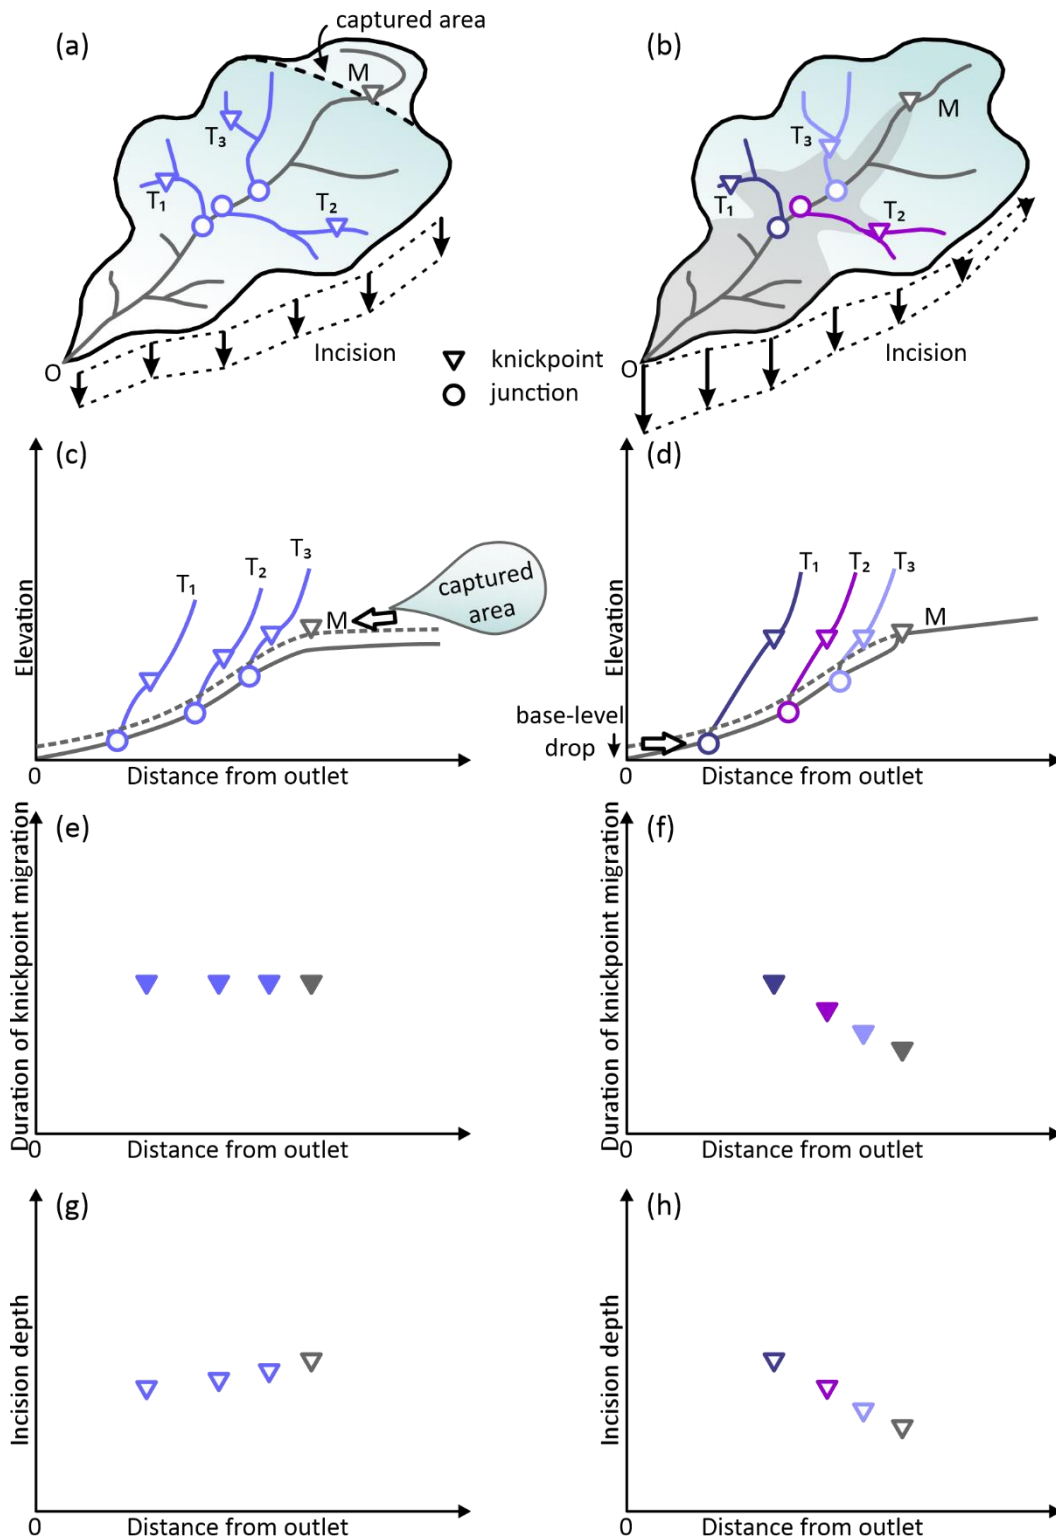 (a)
captured area
M
T₃
T₁
T₂
O
Incision
(b)
M
T₃
T₁
T₂
O
Incision
knickpoint
junction
(c)
Elevation
T₁
T₂
T₃
M
captured
area
0
Distance from outlet
(d)
Elevation
T₁
T₂
T₃
M
base-level
drop
0
Distance from outlet
(e)
Duration of knickpoint migration
0
Distance from outlet
(f)
Duration of knickpoint migration
0
Distance from outlet
(g)
Incision depth
0
Distance from outlet
(h)
Incision depth
0
Distance from outlet